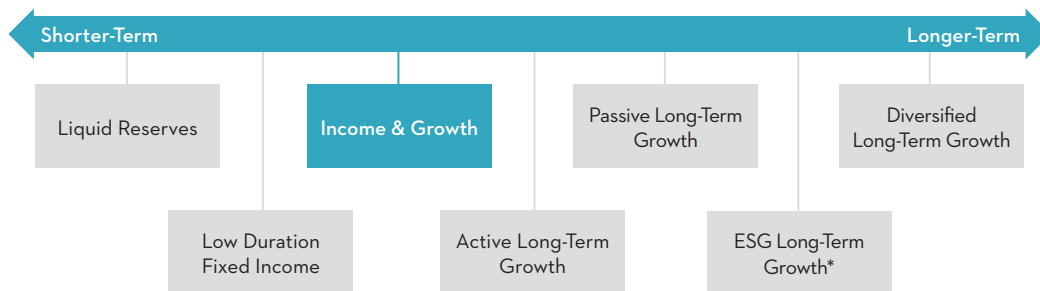 Shorter-Term
Longer-Term
Liquid Reserves
Income & Growth
Passive Long-Term
Growth
Diversified
Long-Term Growth
Low Duration
Fixed Income
Active Long-Term
Growth
ESG Long-Term
Growth*